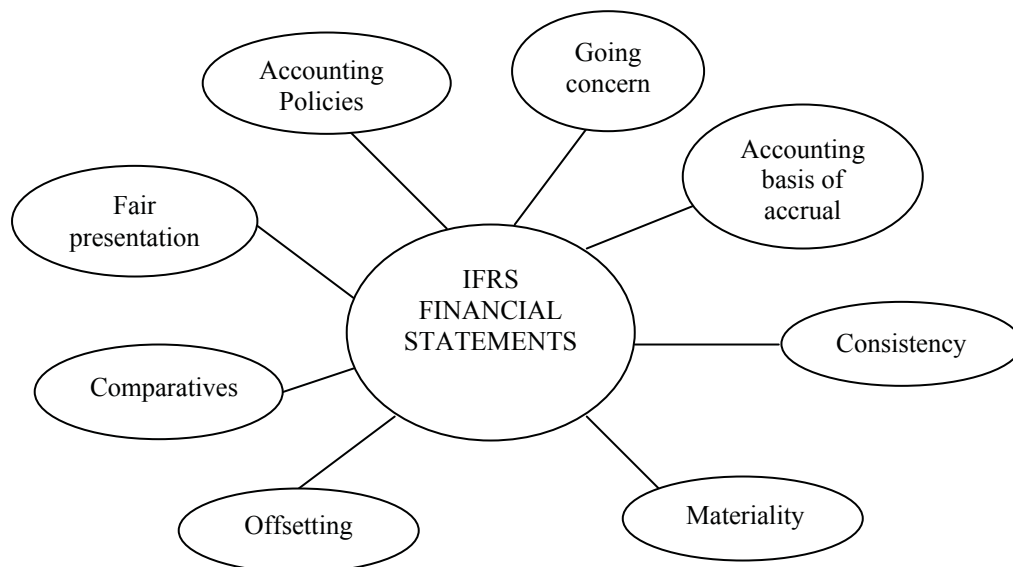 Going
concern
Accounting
Policies
Accounting
basis of
accrual
Fair
presentation
IFRS
FINANCIAL
STATEMENTS
Consistency
Comparatives
Offsetting
Materiality